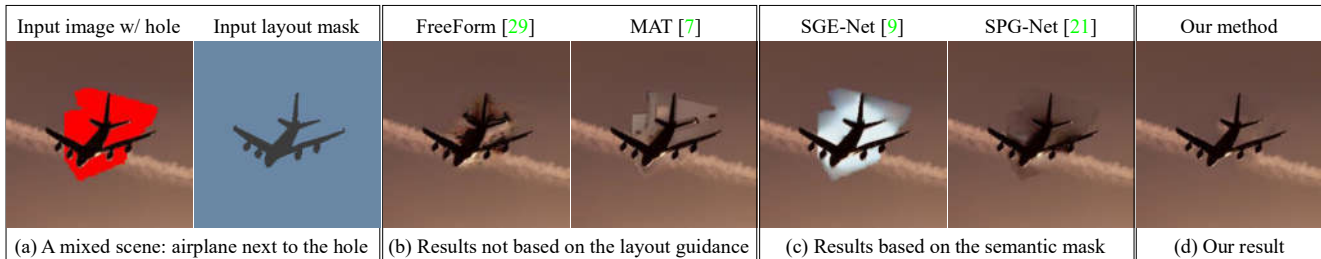 Input image w/ hole Input layout mask FreeForm [29] MAT [7] SGE-Net [9] SPG-Net [21] Our method
(a) A mixed scene: airplane next to the hole (b) Results not based on the layout guidance (c) Results based on the semantic mask (d) Our result